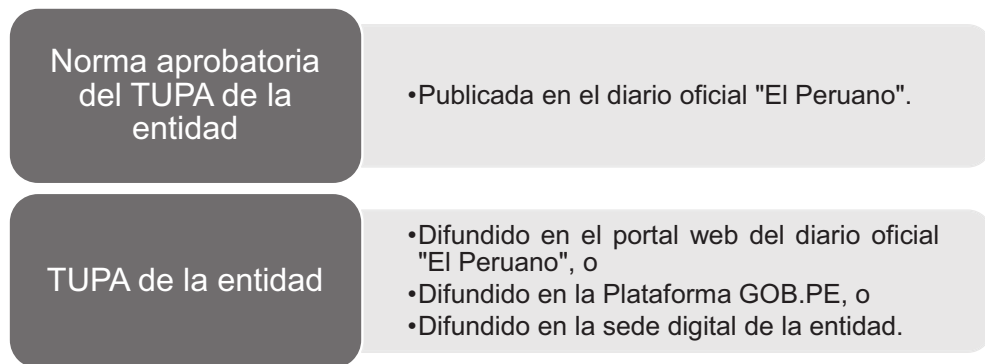 Norma aprobatoria
del TUPA de la
entidad
•Publicada en el diario oficial "El Peruano".
TUPA de la entidad
•Difundido en el portal web del diario oficial
"El Peruano", o
•Difundido en la Plataforma GOB.PE, o
•Difundido en la sede digital de la entidad.